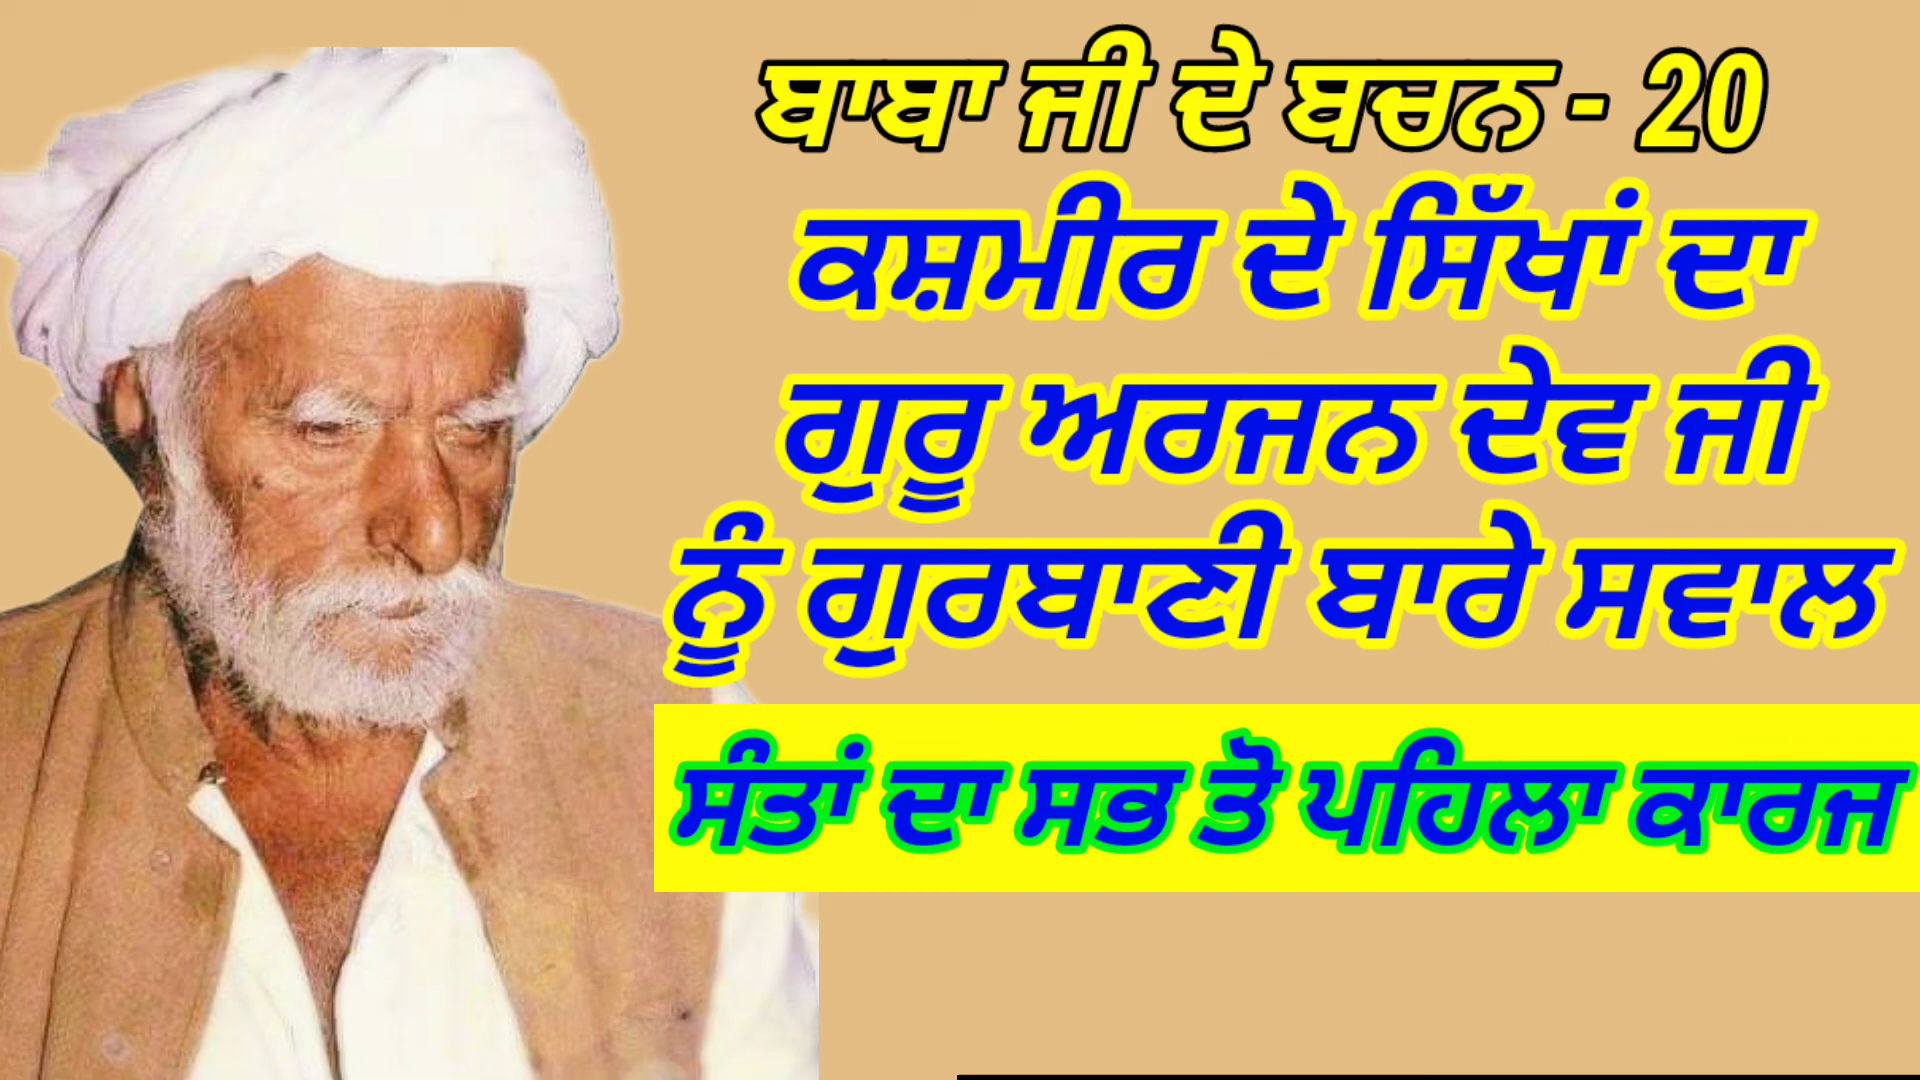 ਬਾਬਾ ਜੀ ਦੇ ਬਚਨ - 20
ਕਸ਼ਮੀਰ ਦੇ ਸਿੱਖਾਂ ਦਾ
ਗੁਰੂ ਅਰਜਨ ਦੇਵ ਜੀ
ਨੂੰ ਗੁਰਬਾਣੀ ਬਾਰੇ ਸਵਾਲ
ਸੰਤਾਂ ਦਾ ਸਭ ਤੋ ਪਹਿਲਾ ਕਾਰਜ